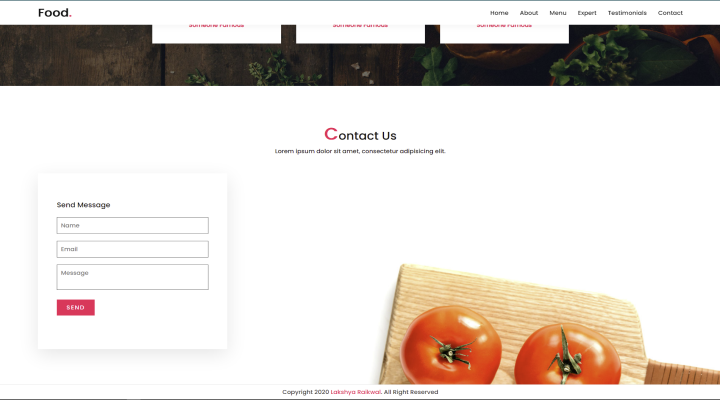 Food.
Home About Menu Expert Testimonials Contact
Someone Famous Someone Famous Someone Famous
Contact Us
Lorem ipsum dolor sit amet, consectetur adipisicing elit.
Send Message
Name
Email
Message
SEND
Copyright 2020 Lakshya Raikwal. All Right Reserved